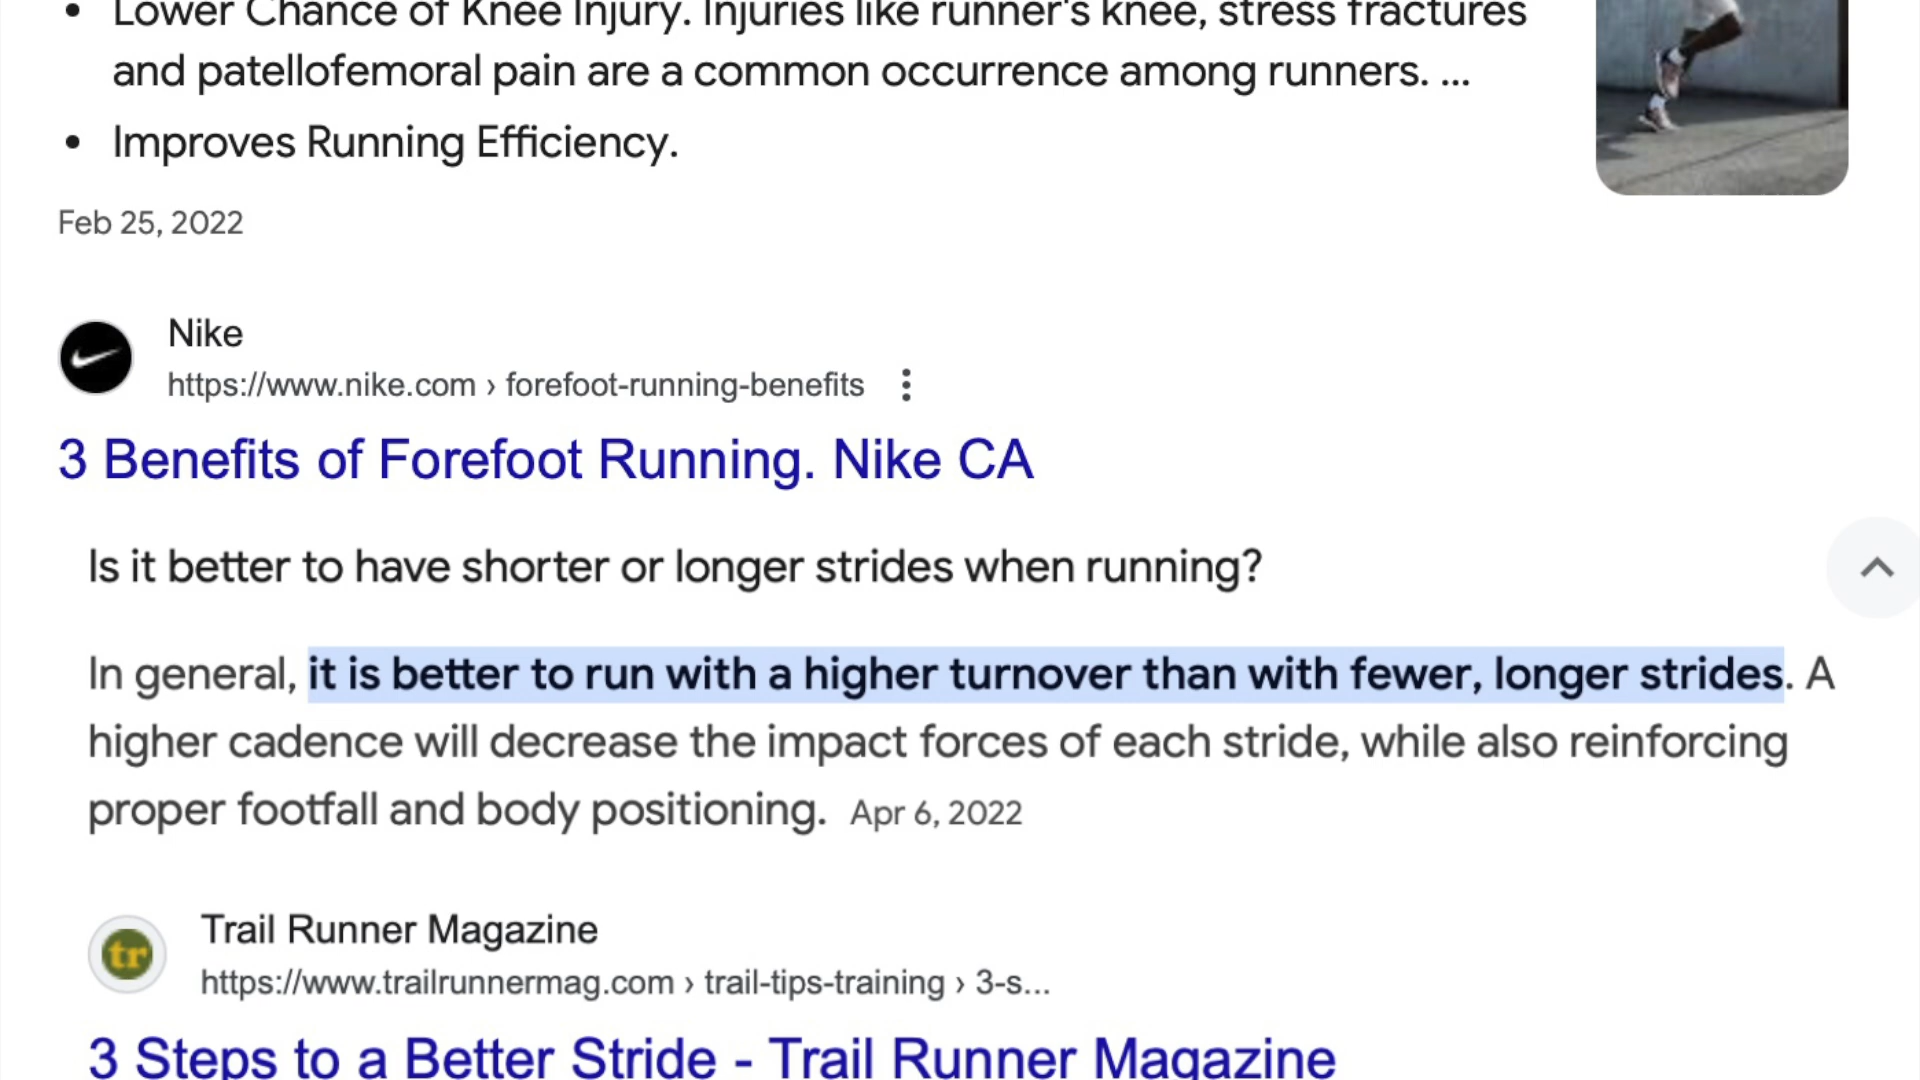 Lower Chance of Knee Injury. Injuries like runner's knee, stress fractures
and patellofemoral pain are a common occurrence among runners. ...
Improves Running Efficiency.
Feb 25, 2022
Nike
https://www.nike.com › forefoot-running-benefits
3 Benefits of Forefoot Running. Nike CA
Is it better to have shorter or longer strides when running?
In general, it is better to run with a higher turnover than with fewer, longer strides. A
higher cadence will decrease the impact forces of each stride, while also reinforcing
proper footfall and body positioning. Apr 6, 2022
tr
Trail Runner Magazine
https://www.trailrunnermag.com › trail-tips-training › 3-s...
3 Steps to a Better Stride - Trail Runner Magazine